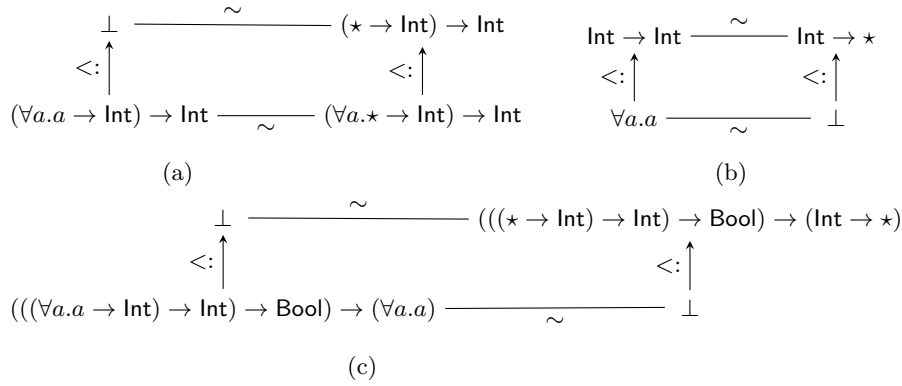 ⊥ ∼ (⋆ → Int) → Int
<: <:
(∀a.a → Int) → Int ∼ (∀a.⋆ → Int) → Int
(a)
Int → Int ∼ Int → ⋆
<: <:
∀a.a ∼ ⊥
(b)
⊥ ∼ (((⋆ → Int) → Int) → Bool) → (Int → ⋆)
<: <:
(((∀a.a → Int) → Int) → Bool) → (∀a.a) ∼ ⊥
(c)